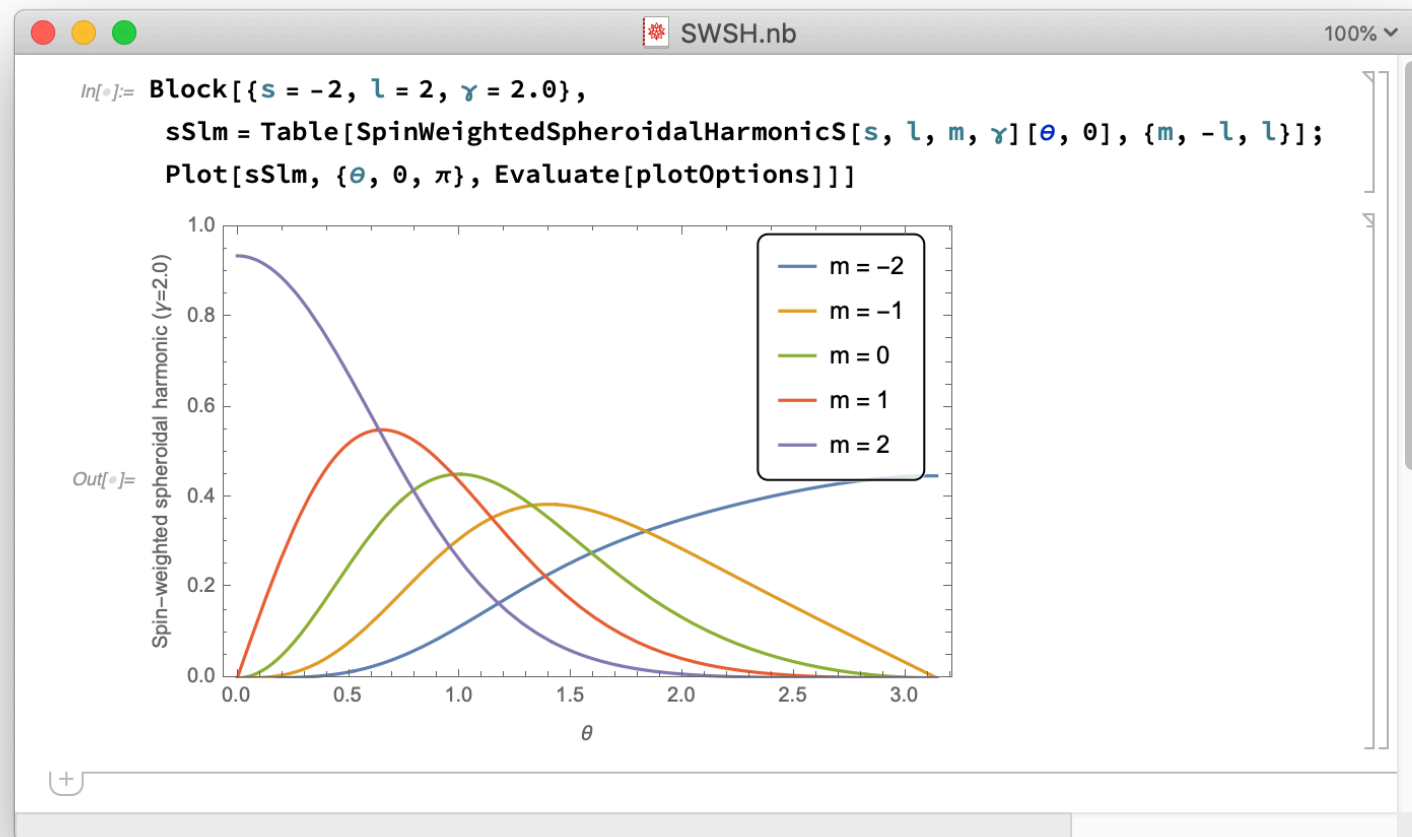 SWSH.nb
100%
In[•]:= Block[{s = -2, l = 2, γ = 2.0},
sSlm = Table[SpinWeightedSpheroidalHarmonicS[s, l, m, γ][θ, 0], {m, -l, l}];
Plot[sSlm, {θ, 0, π}, Evaluate[plotOptions]]]
Out[•]=
Spin-weighted spheroidal harmonic (γ=2.0)
1.0
0.8
0.6
0.4
0.2
0.0
m = −2
m = −1
m = 0
m = 1
m = 2
0.0 0.5 1.0 1.5 2.0 2.5 3.0
θ